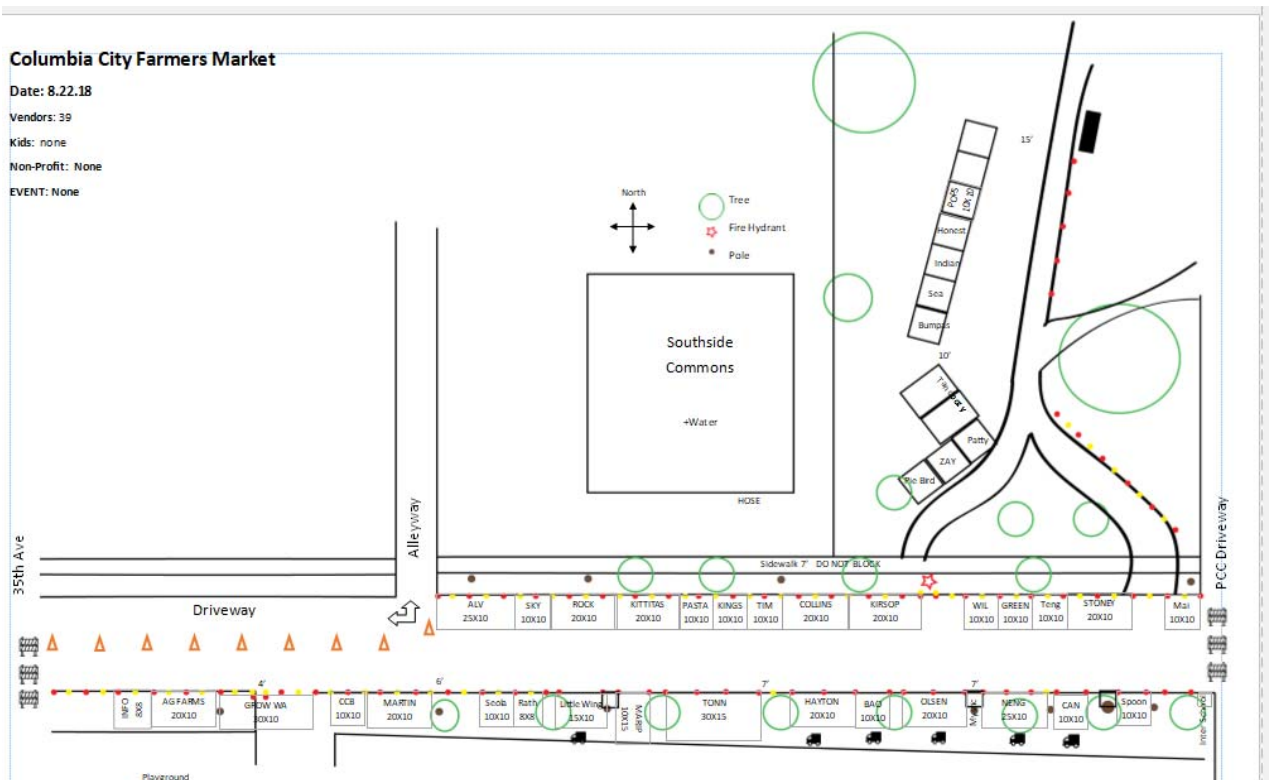 Columbia City Farmers Market
Date: 8.22.18
Vendors: 39
Kids: none
Non-Profit: None
EVENT: None
North
Tree
Fire Hydrant
Pole
15'
POPS
10X10
Honest
Indian
Sea
Bumpas
10'
Patty
ZAY
Pie Bird
Southside
Commons
+Water
HOSE
Alleyway
35th Ave
PCC Driveway
Sidewalk 7' DO NOT BLOCK
Driveway
ALV
25X10
SKY
10X10
ROCK
20X10
KITTITAS
20X10
PASTA
10X10
KINGS
10X10
TIM
10X10
COLLINS
20X10
KIRSOP
20X10
WIL
10X10
GREEN
10X10
Teng
10X10
STONEY
20X10
Mai
10X10
4'
6'
7'
7'
INFO
8X8
AG FARMS
20X10
GROW WA
30X10
CCB
10X10
MARTIN
20X10
Seola
10X10
Rath
8X8
Little Wing
15X10
MARIP
10X15
TONN
30X15
HAYTON
20X10
BAO
10X10
OLSEN
20X10
NENG
25X10
CAN
10X10
Spoon
10X10
Playground